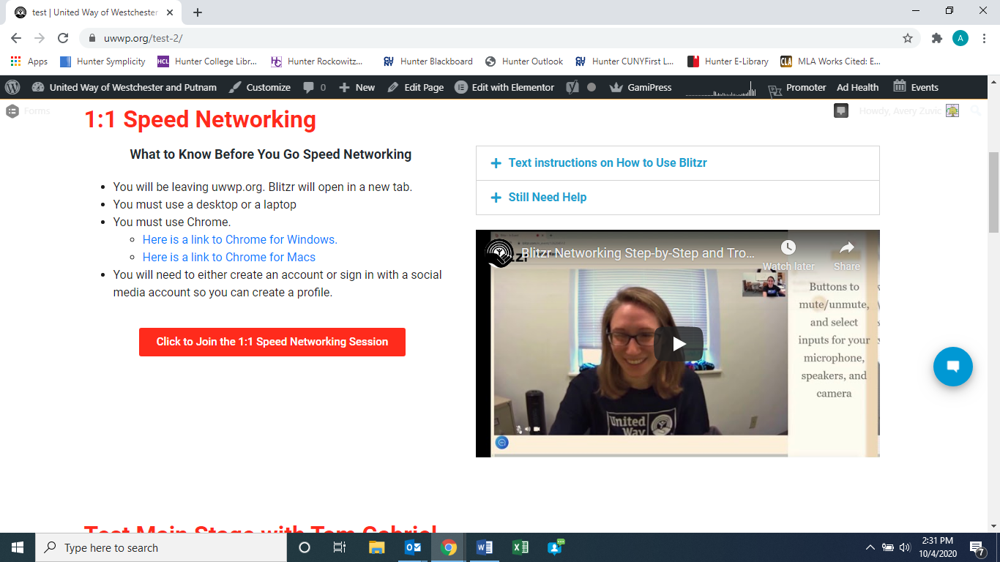 test | United Way of Westchester
uwwp.org/test-2/
A
Apps
Hunter Symplicity
HCL
Hunter College Libr...
Hunter Rockowitz...
Hunter Blackboard
Hunter Outlook
Hunter CUNYFirst L...
Hunter E-Library
CLA
MLA Works Cited: E...
United Way of Westchester and Putnam
Customize
0
New
Edit Page
Edit with Elementor
GamiPress
Promoter
Ad Health
Events
Forms
Howdy, Avery Zuvic
1:1 Speed Networking
What to Know Before You Go Speed Networking
You will be leaving uwwp.org. Blitzr will open in a new tab.
You must use a desktop or a laptop
You must use Chrome.
Here is a link to Chrome for Windows.
Here is a link to Chrome for Macs
You will need to either create an account or sign in with a social
media account so you can create a profile.
Click to Join the 1:1 Speed Networking Session
Text instructions on How to Use Blitzr
Still Need Help
Blitzr Networking Step-by-Step and Tro...
Watch later
Share
Buttons to
mute/unmute,
and select
inputs for your
microphone,
speakers, and
camera
United
Way
Test Main Stage with Tom Gabriel
Type here to search
2:31 PM
10/4/2020
7